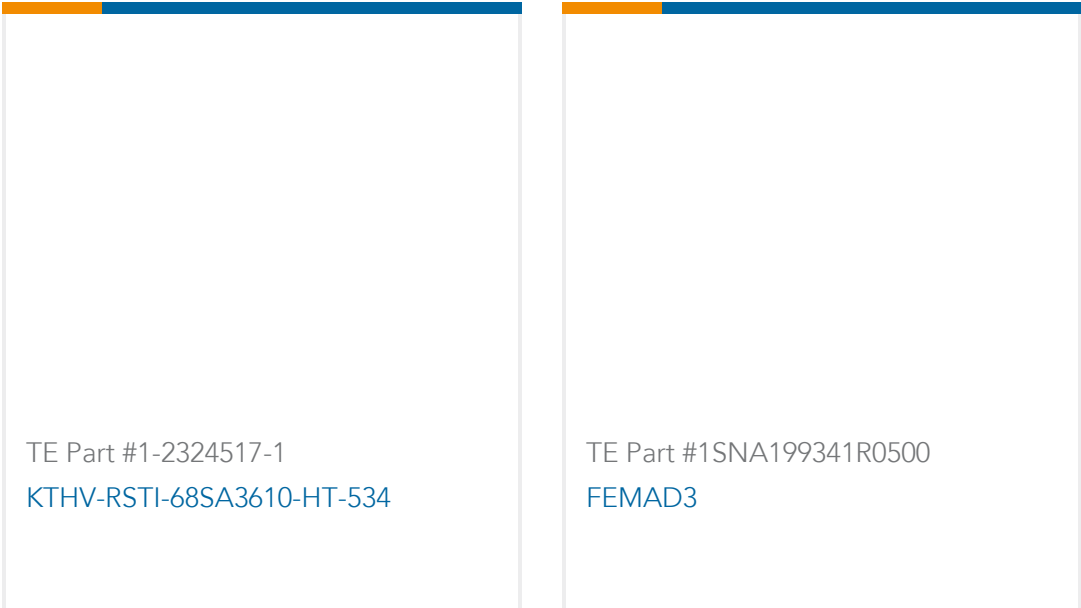 TE Part #1-2324517-1
KTHV-RSTI-68SA3610-HT-534
TE Part #1SNA199341R0500
FEMAD3